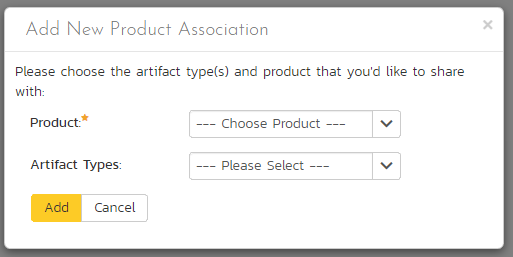 Add New Product Association ×
Please choose the artifact type(s) and product that you'd like to share
with:
Product:* --- Choose Product ---
Artifact Types: --- Please Select ---
Add Cancel